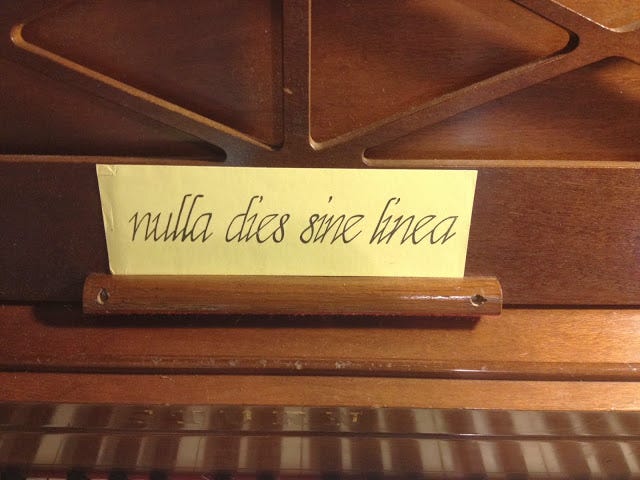 nulla dies sine linea